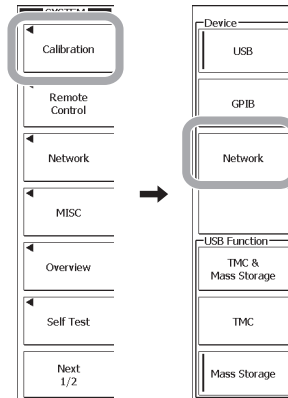 SYSTEM
Calibration
Remote
Control
Network
MISC
Overview
Self Test
Next
1/2
Device
USB
GPIB
Network
USB Function
TMC &
Mass Storage
TMC
Mass Storage